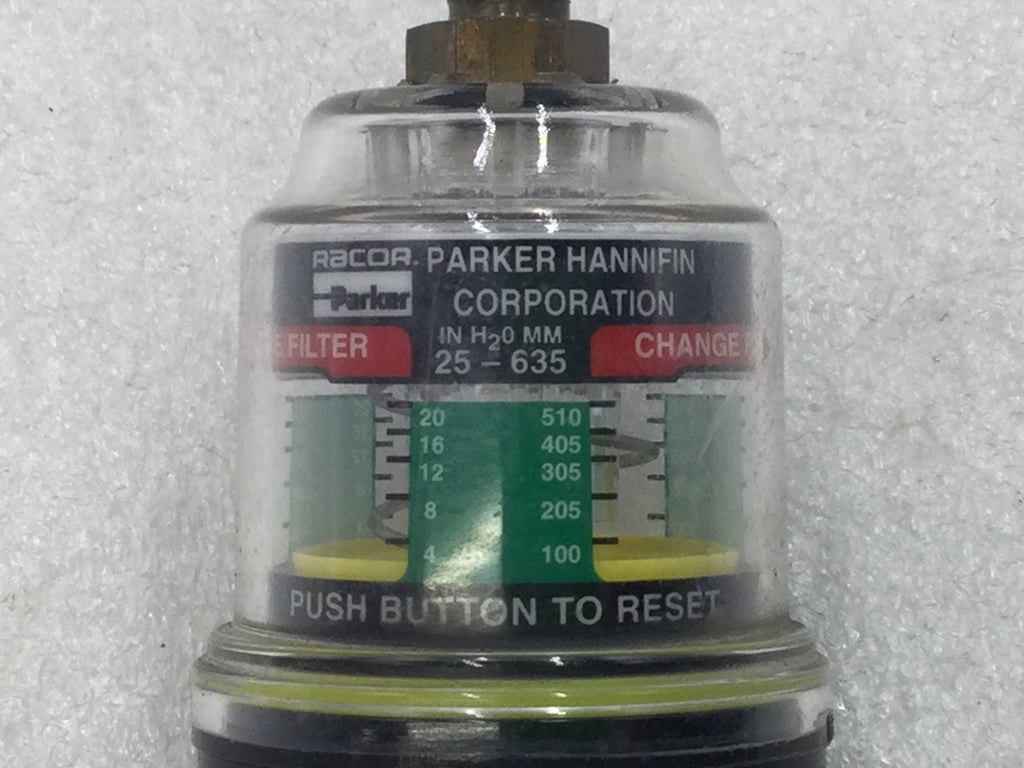 RACOR. PARKER HANNIFIN
Parker CORPORATION
FILTER IN H2O MM CHANGE
25 – 635
20 510
16 405
12 305
8 205
4 100
PUSH BUTTON TO RESET